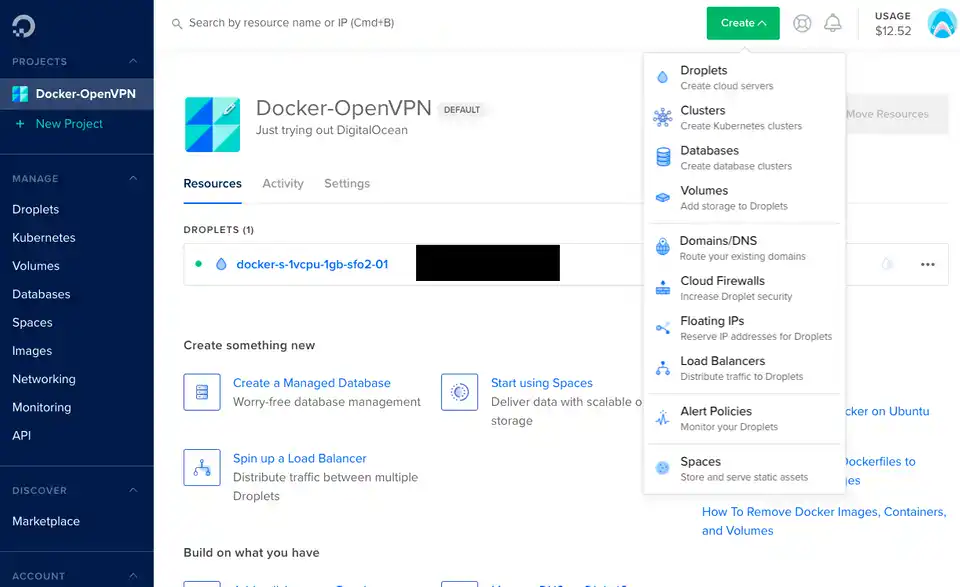 Search by resource name or IP (Cmd+B)
Create
USAGE
$12.52
PROJECTS
Docker-OpenVPN
+ New Project
MANAGE
Droplets
Kubernetes
Volumes
Databases
Spaces
Images
Networking
Monitoring
API
DISCOVER
Marketplace
ACCOUNT
Docker-OpenVPN DEFAULT
Just trying out DigitalOcean
Move Resources
Resources Activity Settings
DROPLETS (1)
docker-s-1vcpu-1gb-sfo2-01
Create something new
Create a Managed Database
Worry-free database management
Start using Spaces
Deliver data with scalable
storage
Spin up a Load Balancer
Distribute traffic between multiple
Droplets
Build on what you have
Droplets
Create cloud servers
Clusters
Create Kubernetes clusters
Databases
Create database clusters
Volumes
Add storage to Droplets
Domains/DNS
Route your existing domains
Cloud Firewalls
Increase Droplet security
Floating IPs
Reserve IP addresses for Droplets
Load Balancers
Distribute traffic to Droplets
Alert Policies
Monitor your Droplets
Spaces
Store and serve static assets
on Ubuntu
Dockerfiles to
How To Remove Docker Images, Containers,
and Volumes